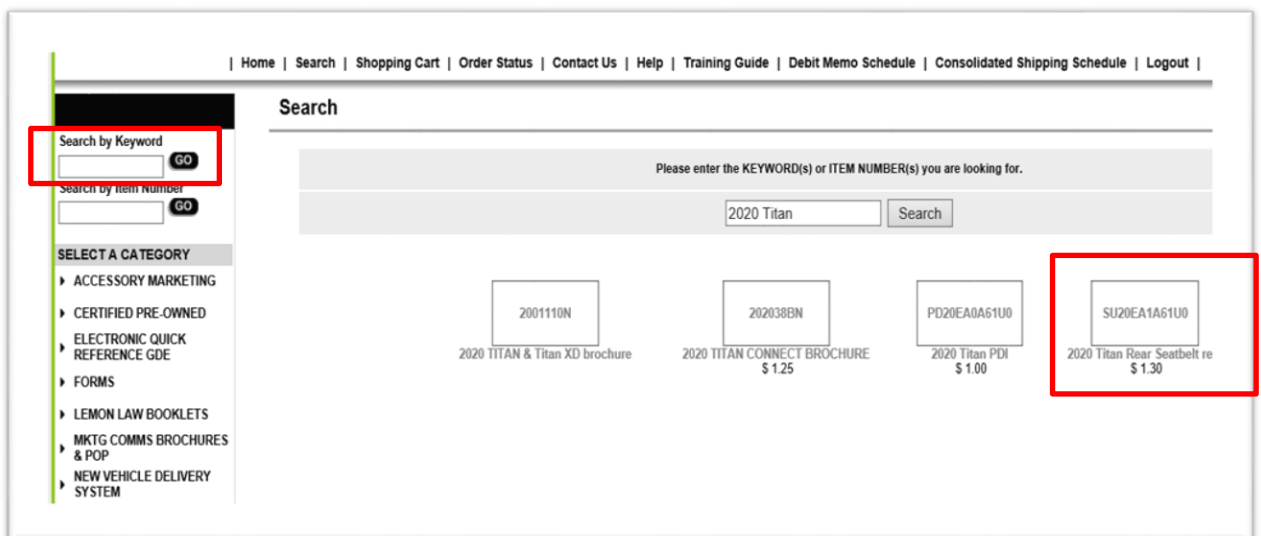 | Home | Search | Shopping Cart | Order Status | Contact Us | Help | Training Guide | Debit Memo Schedule | Consolidated Shipping Schedule | Logout |
Search
Search by Keyword
GO
Search by Item Number
GO
SELECT A CATEGORY
ACCESSORY MARKETING
CERTIFIED PRE-OWNED
ELECTRONIC QUICK
REFERENCE GDE
FORMS
LEMON LAW BOOKLETS
MKTG COMMS BROCHURES
& POP
NEW VEHICLE DELIVERY
SYSTEM
Please enter the KEYWORD(s) or ITEM NUMBER(s) you are looking for.
2020 Titan Search
2001110N
2020 TITAN & Titan XD brochure
202038BN
2020 TITAN CONNECT BROCHURE
$ 1.25
PD20EA0A61U0
2020 Titan PDI
$ 1.00
SU20EA1A61U0
2020 Titan Rear Seatbelt re
$ 1.30